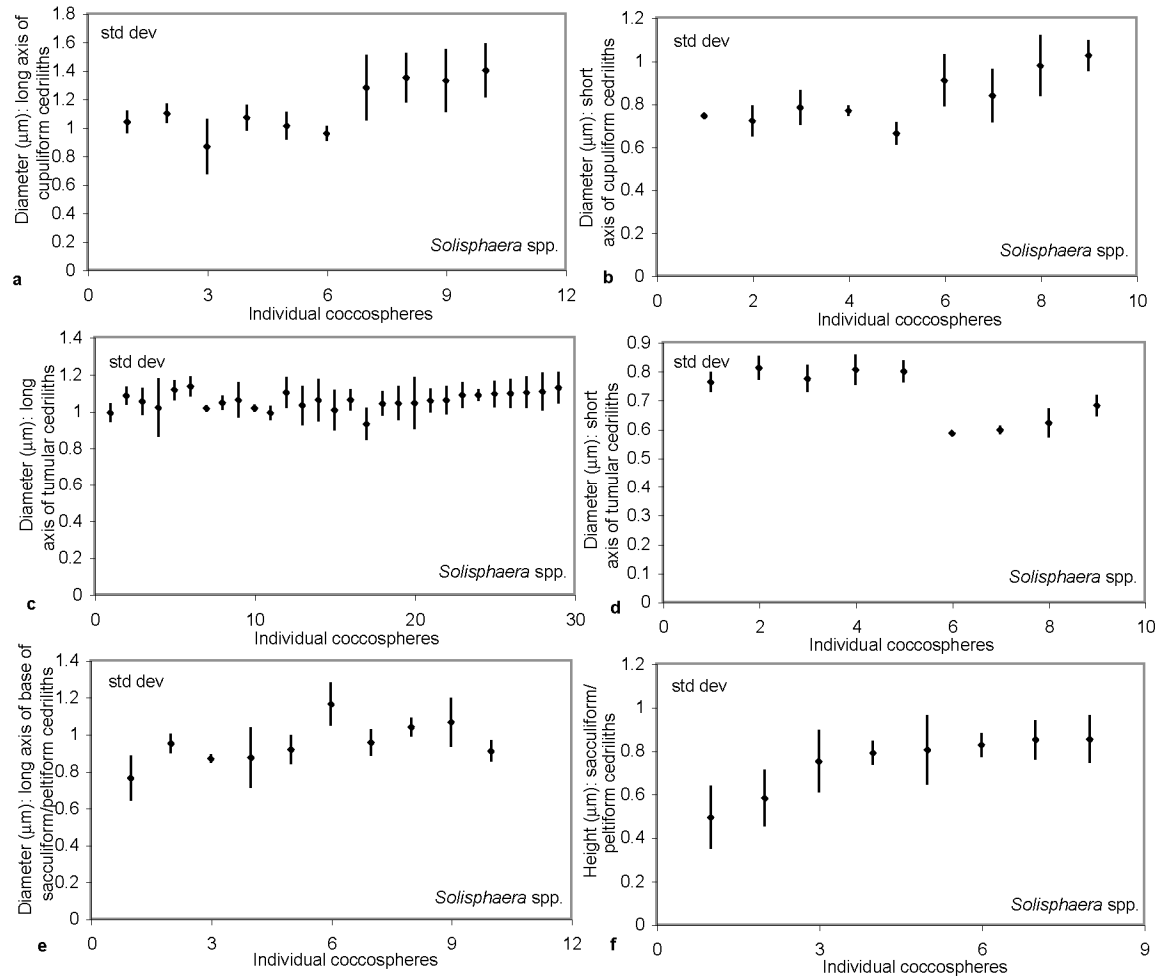 Diameter (μm): long axis of
cupuliform cedriliths
1.8
1.6
1.4
1.2
1
0.8
0.6
0.4
0.2
0
std dev
Solisphaera spp.
a
0 3 6 9 12
Individual coccospheres
Diameter (μm): short
axis of cupuliform cedriliths
1.2
1
0.8
0.6
0.4
0.2
0
std dev
Solisphaera spp.
b
0 2 4 6 8 10
Individual coccospheres
Diameter (μm): long
axis of tumular cedriliths
1.4
1.2
1
0.8
0.6
0.4
0.2
0
std dev
Solisphaera spp.
c
0 10 20 30
Individual coccospheres
Diameter (μm): short
axis of tumular cedriliths
0.9
0.8
0.7
0.6
0.5
0.4
0.3
0.2
0.1
0
std dev
Solisphaera spp.
d
0 2 4 6 8 10
Individual coccospheres
Diameter (μm): long axis of base of
sacculiform/peltiform cedriliths
1.4
1.2
1
0.8
0.6
0.4
0.2
0
std dev
Solisphaera spp.
e
0 3 6 9 12
Individual coccospheres
Height (μm): sacculiform/
peltiform cedriliths
1.2
1
0.8
0.6
0.4
0.2
0
std dev
Solisphaera spp.
f
0 3 6 9
Individual coccospheres